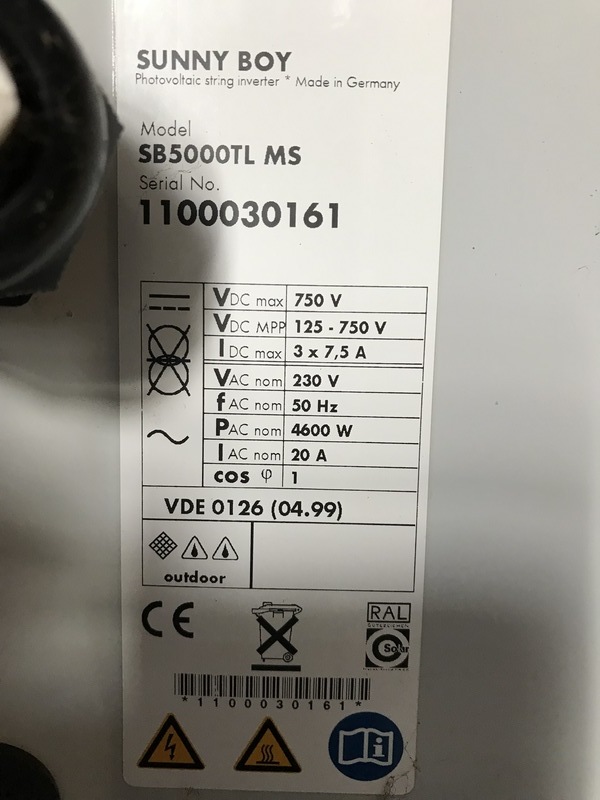 SUNNY BOY
Photovoltaic string inverter * Made in Germany
Model
SB5000TL MS
Serial No.
1100030161
VDC max 750 V
VDC MPP 125 - 750 V
IDC max 3 x 7,5 A
VAC nom 230 V
fAC nom 50 Hz
PAC nom 4600 W
IAC nom 20 A
cos φ 1
VDE 0126 (04.99)
outdoor
CE
RAL
GÜTEZEICHEN
Solar
*1100030161*
i